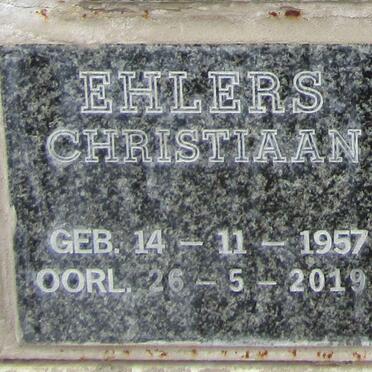 EHLERS
CHRISTIAAN
GEB. 14 – 11 – 1957
OORL. 26 – 5 – 2019